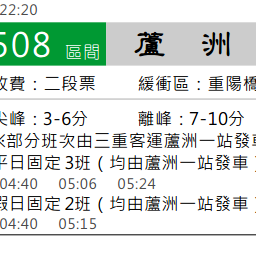 22:20
508 區間 蘆洲
收費：二段票 緩衝區：重陽橋
尖峰：3-6分 離峰：7-10分
※部分班次由三重客運蘆洲一站發車
平日固定3班（均由蘆洲一站發車）
04:40 05:06 05:24
假日固定2班（均由蘆洲一站發車）
04:40 05:15